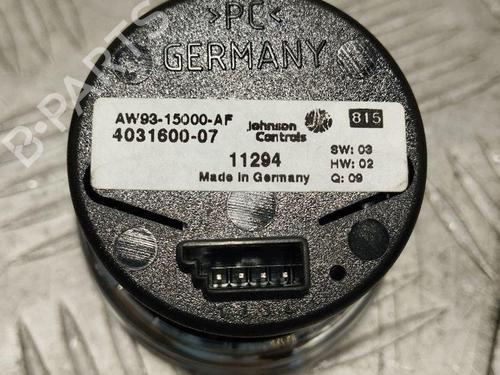 >PC<
GERMANY
AW93-15000-AF
4031600-07
Johnson
Controls
815
11294
Made in Germany
SW: 03
HW: 02
Q: 09
B-PARTS